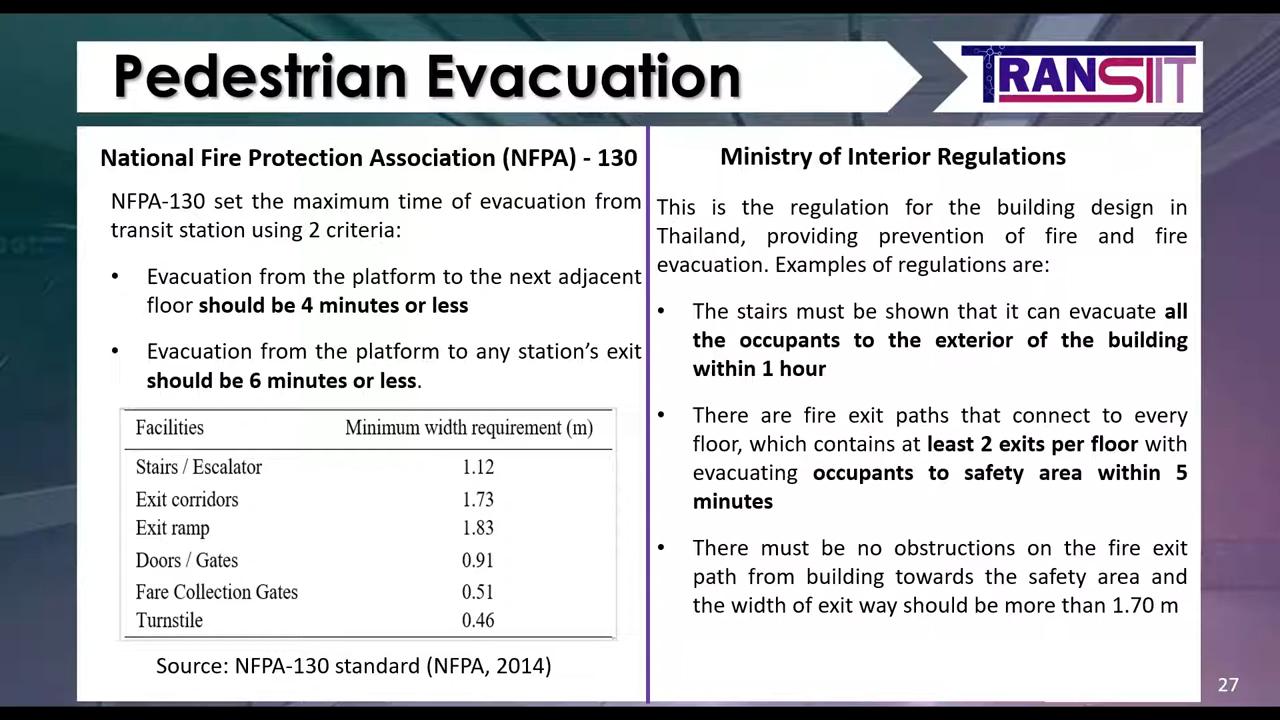 Pedestrian Evacuation
TRANSIIT
National Fire Protection Association (NFPA) - 130
NFPA-130 set the maximum time of evacuation from
transit station using 2 criteria:
• Evacuation from the platform to the next adjacent
floor should be 4 minutes or less
• Evacuation from the platform to any station's exit
should be 6 minutes or less.
Facilities Minimum width requirement (m)
Stairs / Escalator 1.12
Exit corridors 1.73
Exit ramp 1.83
Doors / Gates 0.91
Fare Collection Gates 0.51
Turnstile 0.46
Source: NFPA-130 standard (NFPA, 2014)
Ministry of Interior Regulations
This is the regulation for the building design in
Thailand, providing prevention of fire and fire
evacuation. Examples of regulations are:
• The stairs must be shown that it can evacuate all
the occupants to the exterior of the building
within 1 hour
• There are fire exit paths that connect to every
floor, which contains at least 2 exits per floor with
evacuating occupants to safety area within 5
minutes
• There must be no obstructions on the fire exit
path from building towards the safety area and
the width of exit way should be more than 1.70 m
27